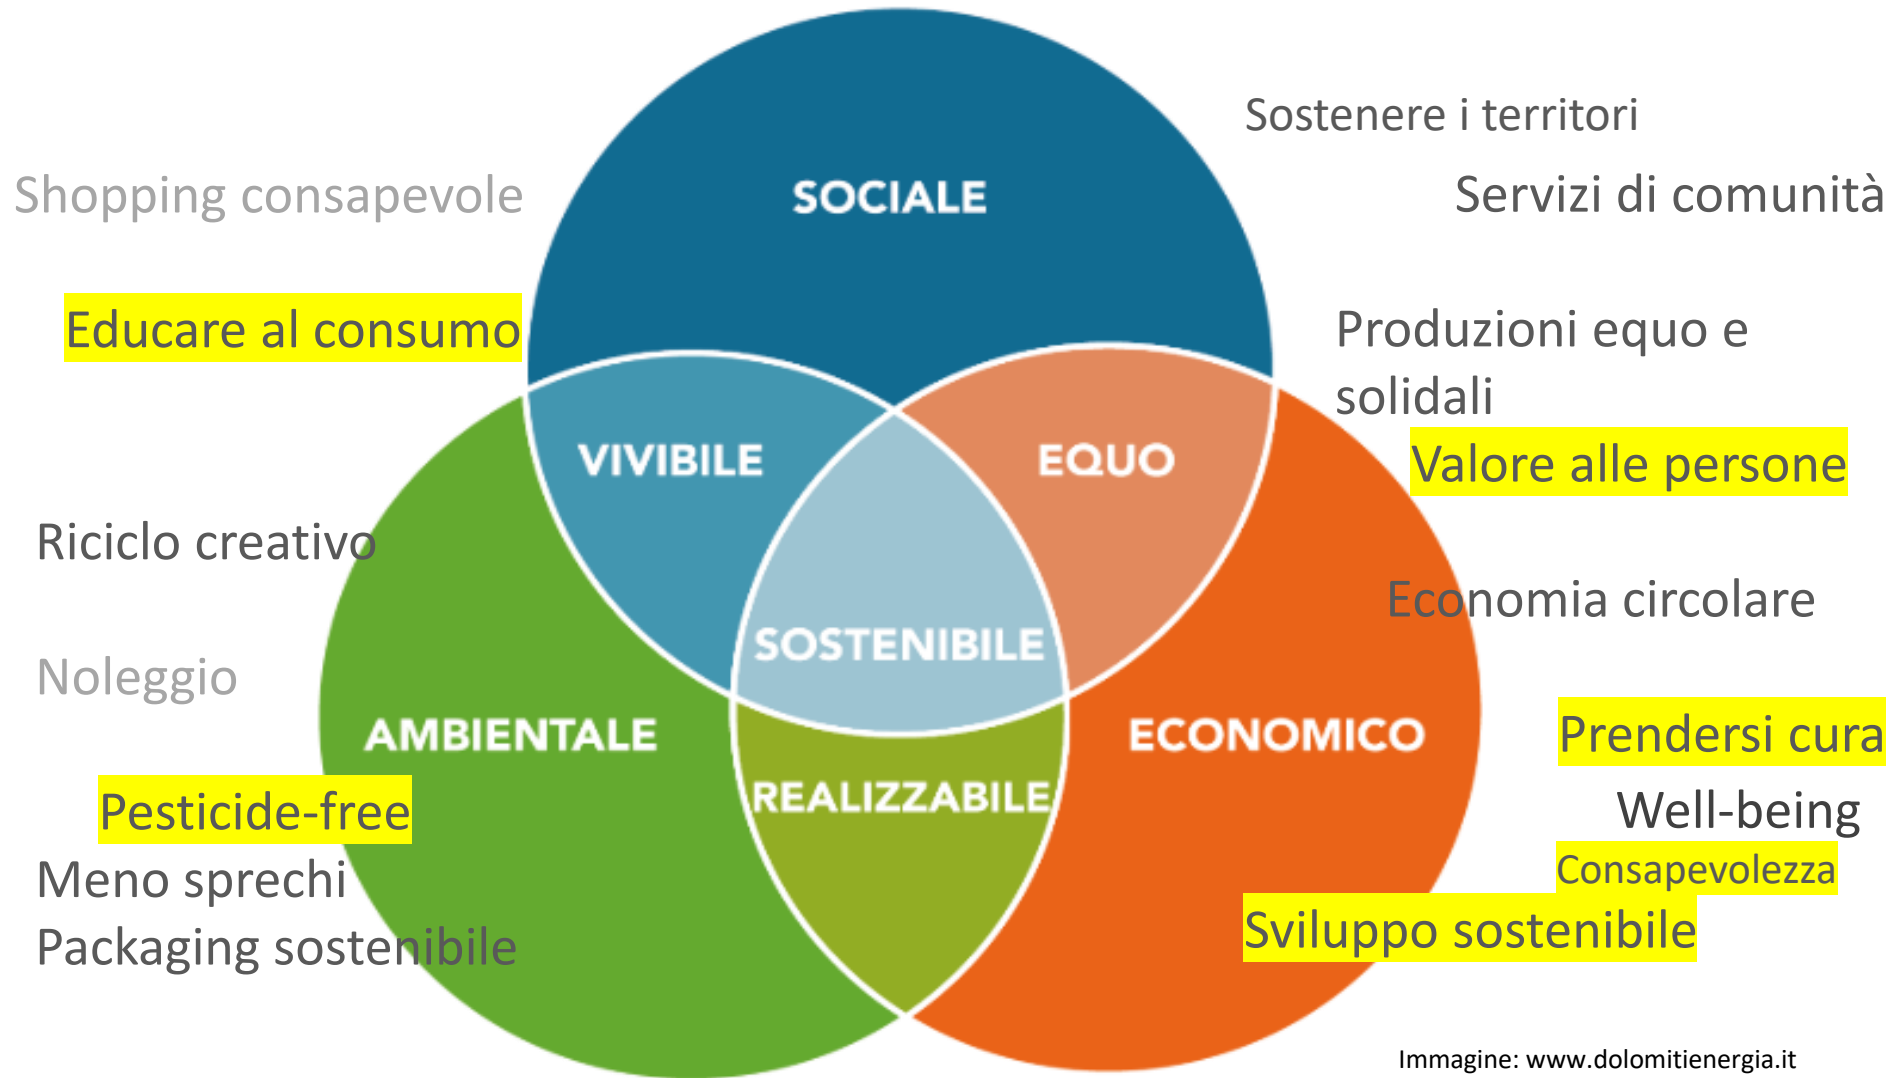 Sostenere i territori
Shopping consapevole
SOCIALE
Servizi di comunità
Educare al consumo
Produzioni equo e
solidali
VIVIBILE
EQUO
Valore alle persone
Riciclo creativo
Economia circolare
SOSTENIBILE
Noleggio
AMBIENTALE
ECONOMICO
Prendersi cura
REALIZZABILE
Pesticide-free
Well-being
Meno sprechi
Consapevolezza
Sviluppo sostenibile
Packaging sostenibile
Immagine: www.dolomitienergia.it